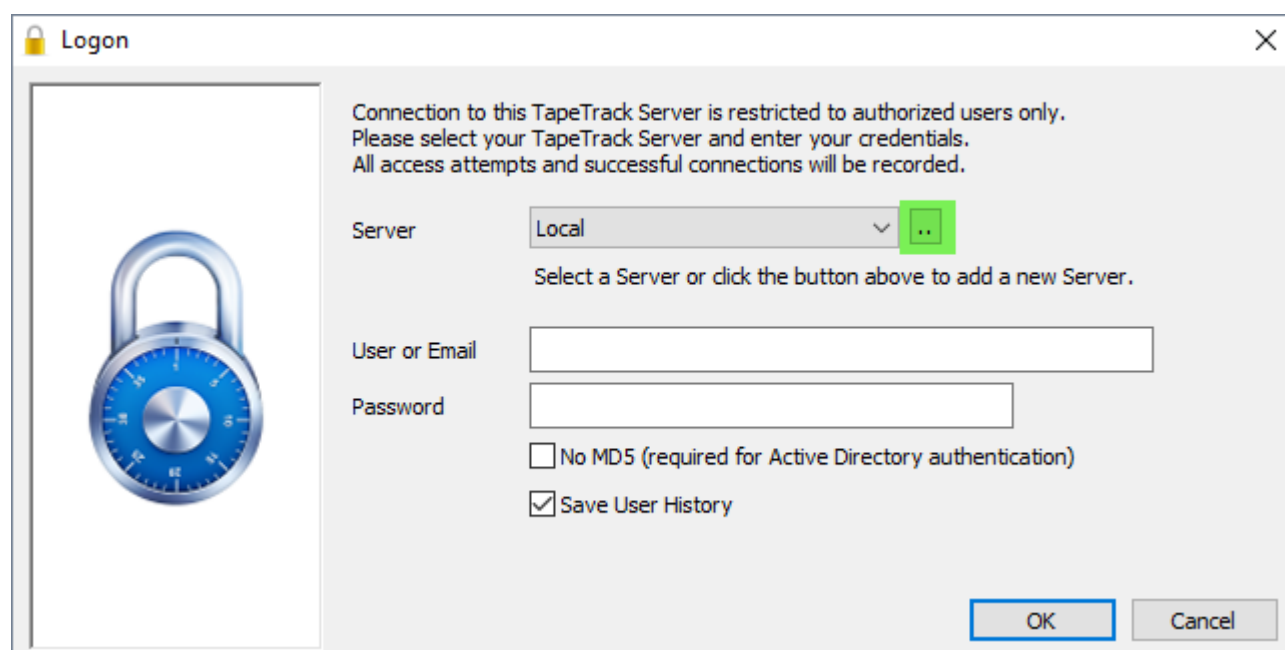 Logon
Connection to this TapeTrack Server is restricted to authorized users only.
Please select your TapeTrack Server and enter your credentials.
All access attempts and successful connections will be recorded.
Server Local ..
Select a Server or click the button above to add a new Server.
User or Email
Password
No MD5 (required for Active Directory authentication)
Save User History
OK Cancel